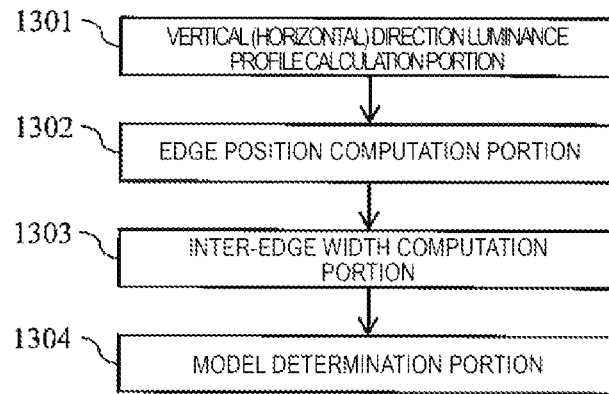 1301
VERTICAL (HORIZONTAL) DIRECTION LUMINANCE
PROFILE CALCULATION PORTION
1302
EDGE POSITION COMPUTATION PORTION
1303
INTER-EDGE WIDTH COMPUTATION
PORTION
1304
MODEL DETERMINATION PORTION